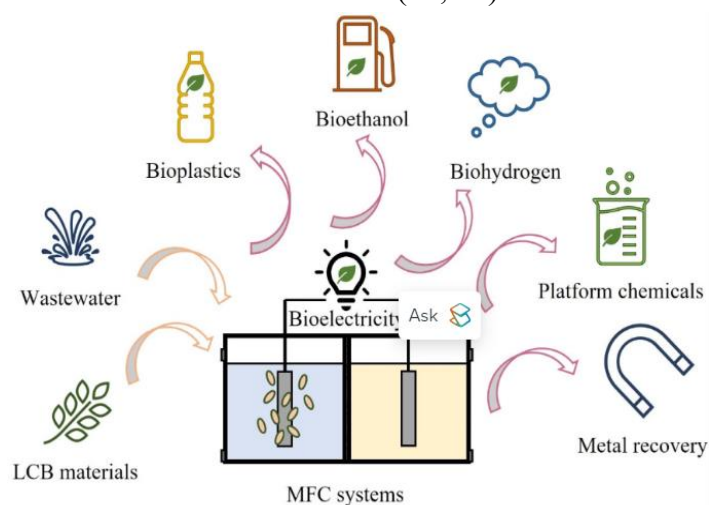 Bioethanol
Bioplastics
Biohydrogen
Wastewater
Platform chemicals
Bioelectricity
Ask
LCB materials
Metal recovery
MFC systems